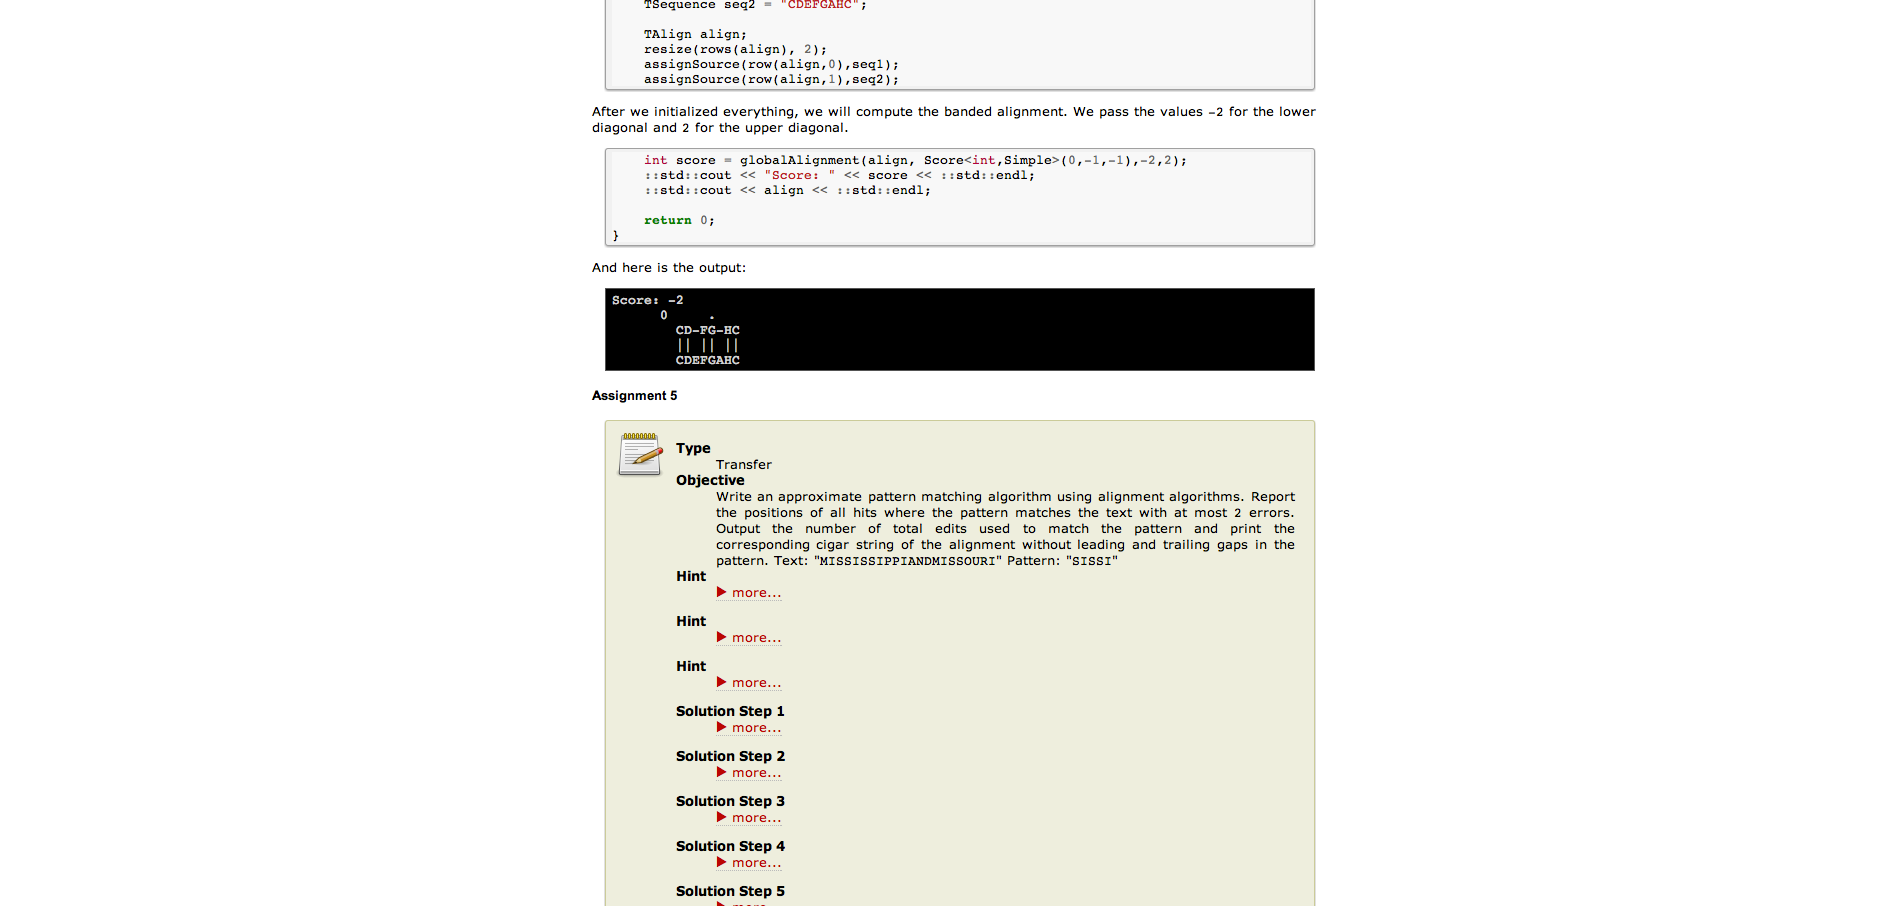 TSequence seq2 = "CDEFGAHC";
TAlign align;
resize(rows(align), 2);
assignSource(row(align,0),seq1);
assignSource(row(align,1),seq2);
After we initialized everything, we will compute the banded alignment. We pass the values -2 for the lower
diagonal and 2 for the upper diagonal.
int score = globalAlignment(align, Score<int,Simple>(0,-1,-1),-2,2);
::std::cout << "Score: " << score << ::std::endl;
::std::cout << align << ::std::endl;
return 0;
}
And here is the output:
Score: -2
0 .
CD-FG-HC
|| || ||
CDEFGAHC
Assignment 5
Type
Transfer
Objective
Write an approximate pattern matching algorithm using alignment algorithms. Report
the positions of all hits where the pattern matches the text with at most 2 errors.
Output the number of total edits used to match the pattern and print the
corresponding cigar string of the alignment without leading and trailing gaps in the
pattern. Text: "MISSISSIPPIANDMISSOURI" Pattern: "SISSI"
Hint
▶ more...
Hint
▶ more...
Hint
▶ more...
Solution Step 1
▶ more...
Solution Step 2
▶ more...
Solution Step 3
▶ more...
Solution Step 4
▶ more...
Solution Step 5